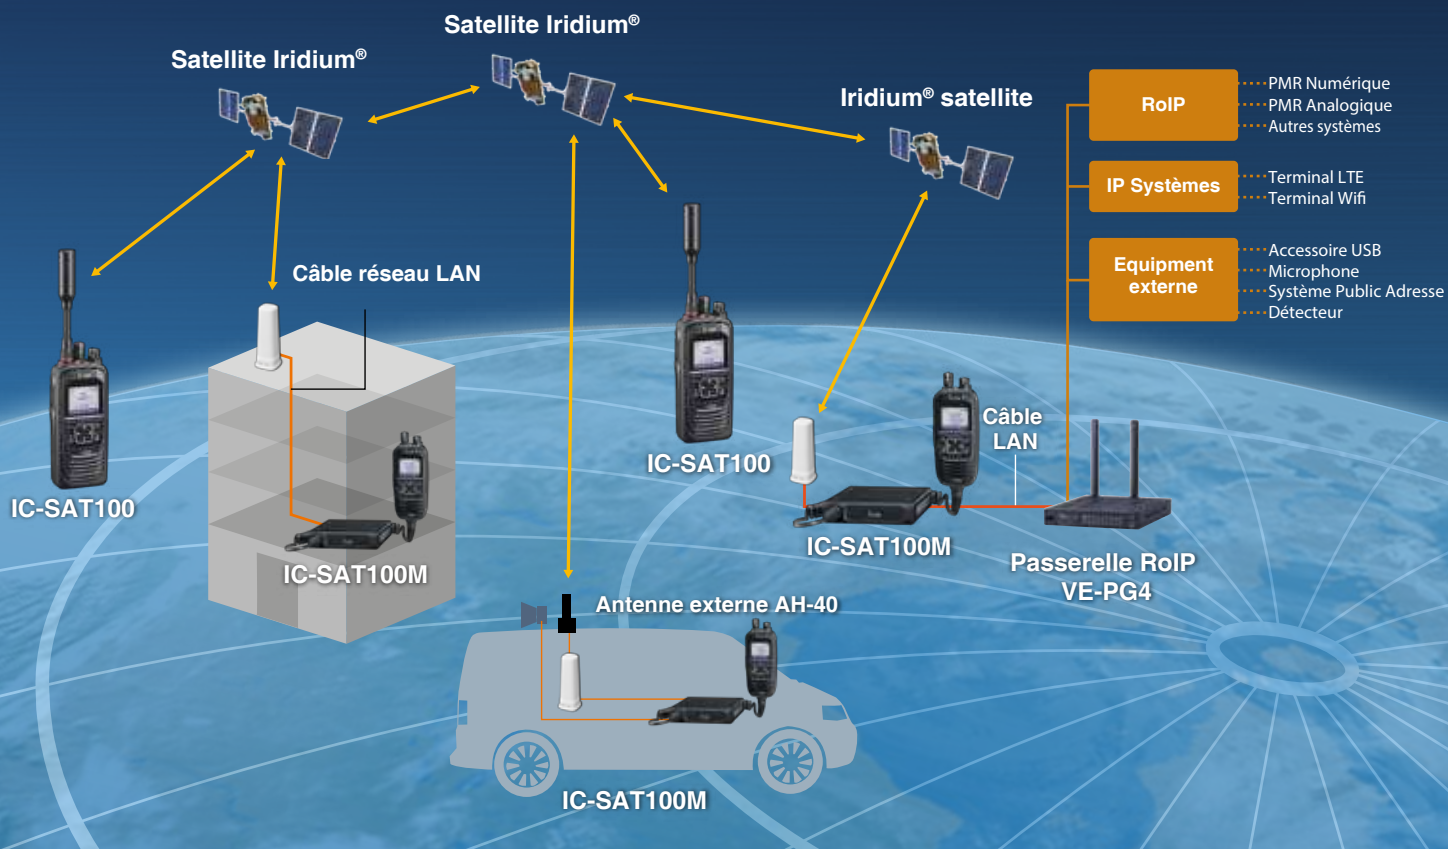 Satellite Iridium®
Satellite Iridium®
Iridium® satellite
RoIP
PMR Numérique
PMR Analogique
Autres systèmes
IP Systèmes
Terminal LTE
Terminal Wifi
Equipment
externe
Accessoire USB
Microphone
Système Public Adresse
Détecteur
Câble réseau LAN
IC-SAT100
IC-SAT100M
IC-SAT100
Câble
LAN
IC-SAT100M
Passerelle RoIP
VE-PG4
Antenne externe AH-40
IC-SAT100M